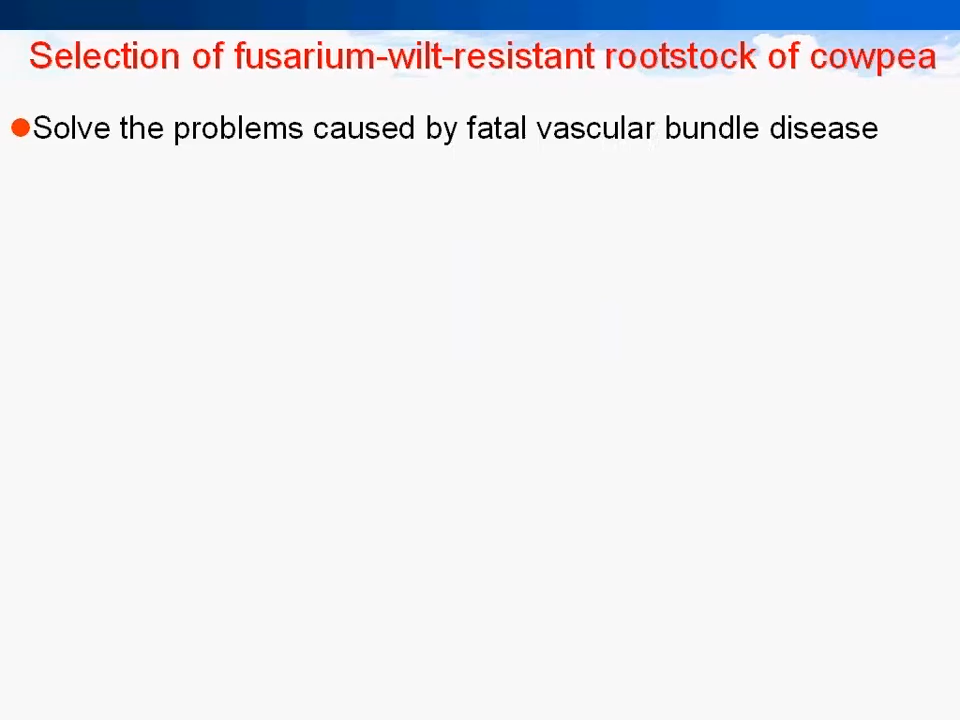 Selection of fusarium-wilt-resistant rootstock of cowpea
Solve the problems caused by fatal vascular bundle disease